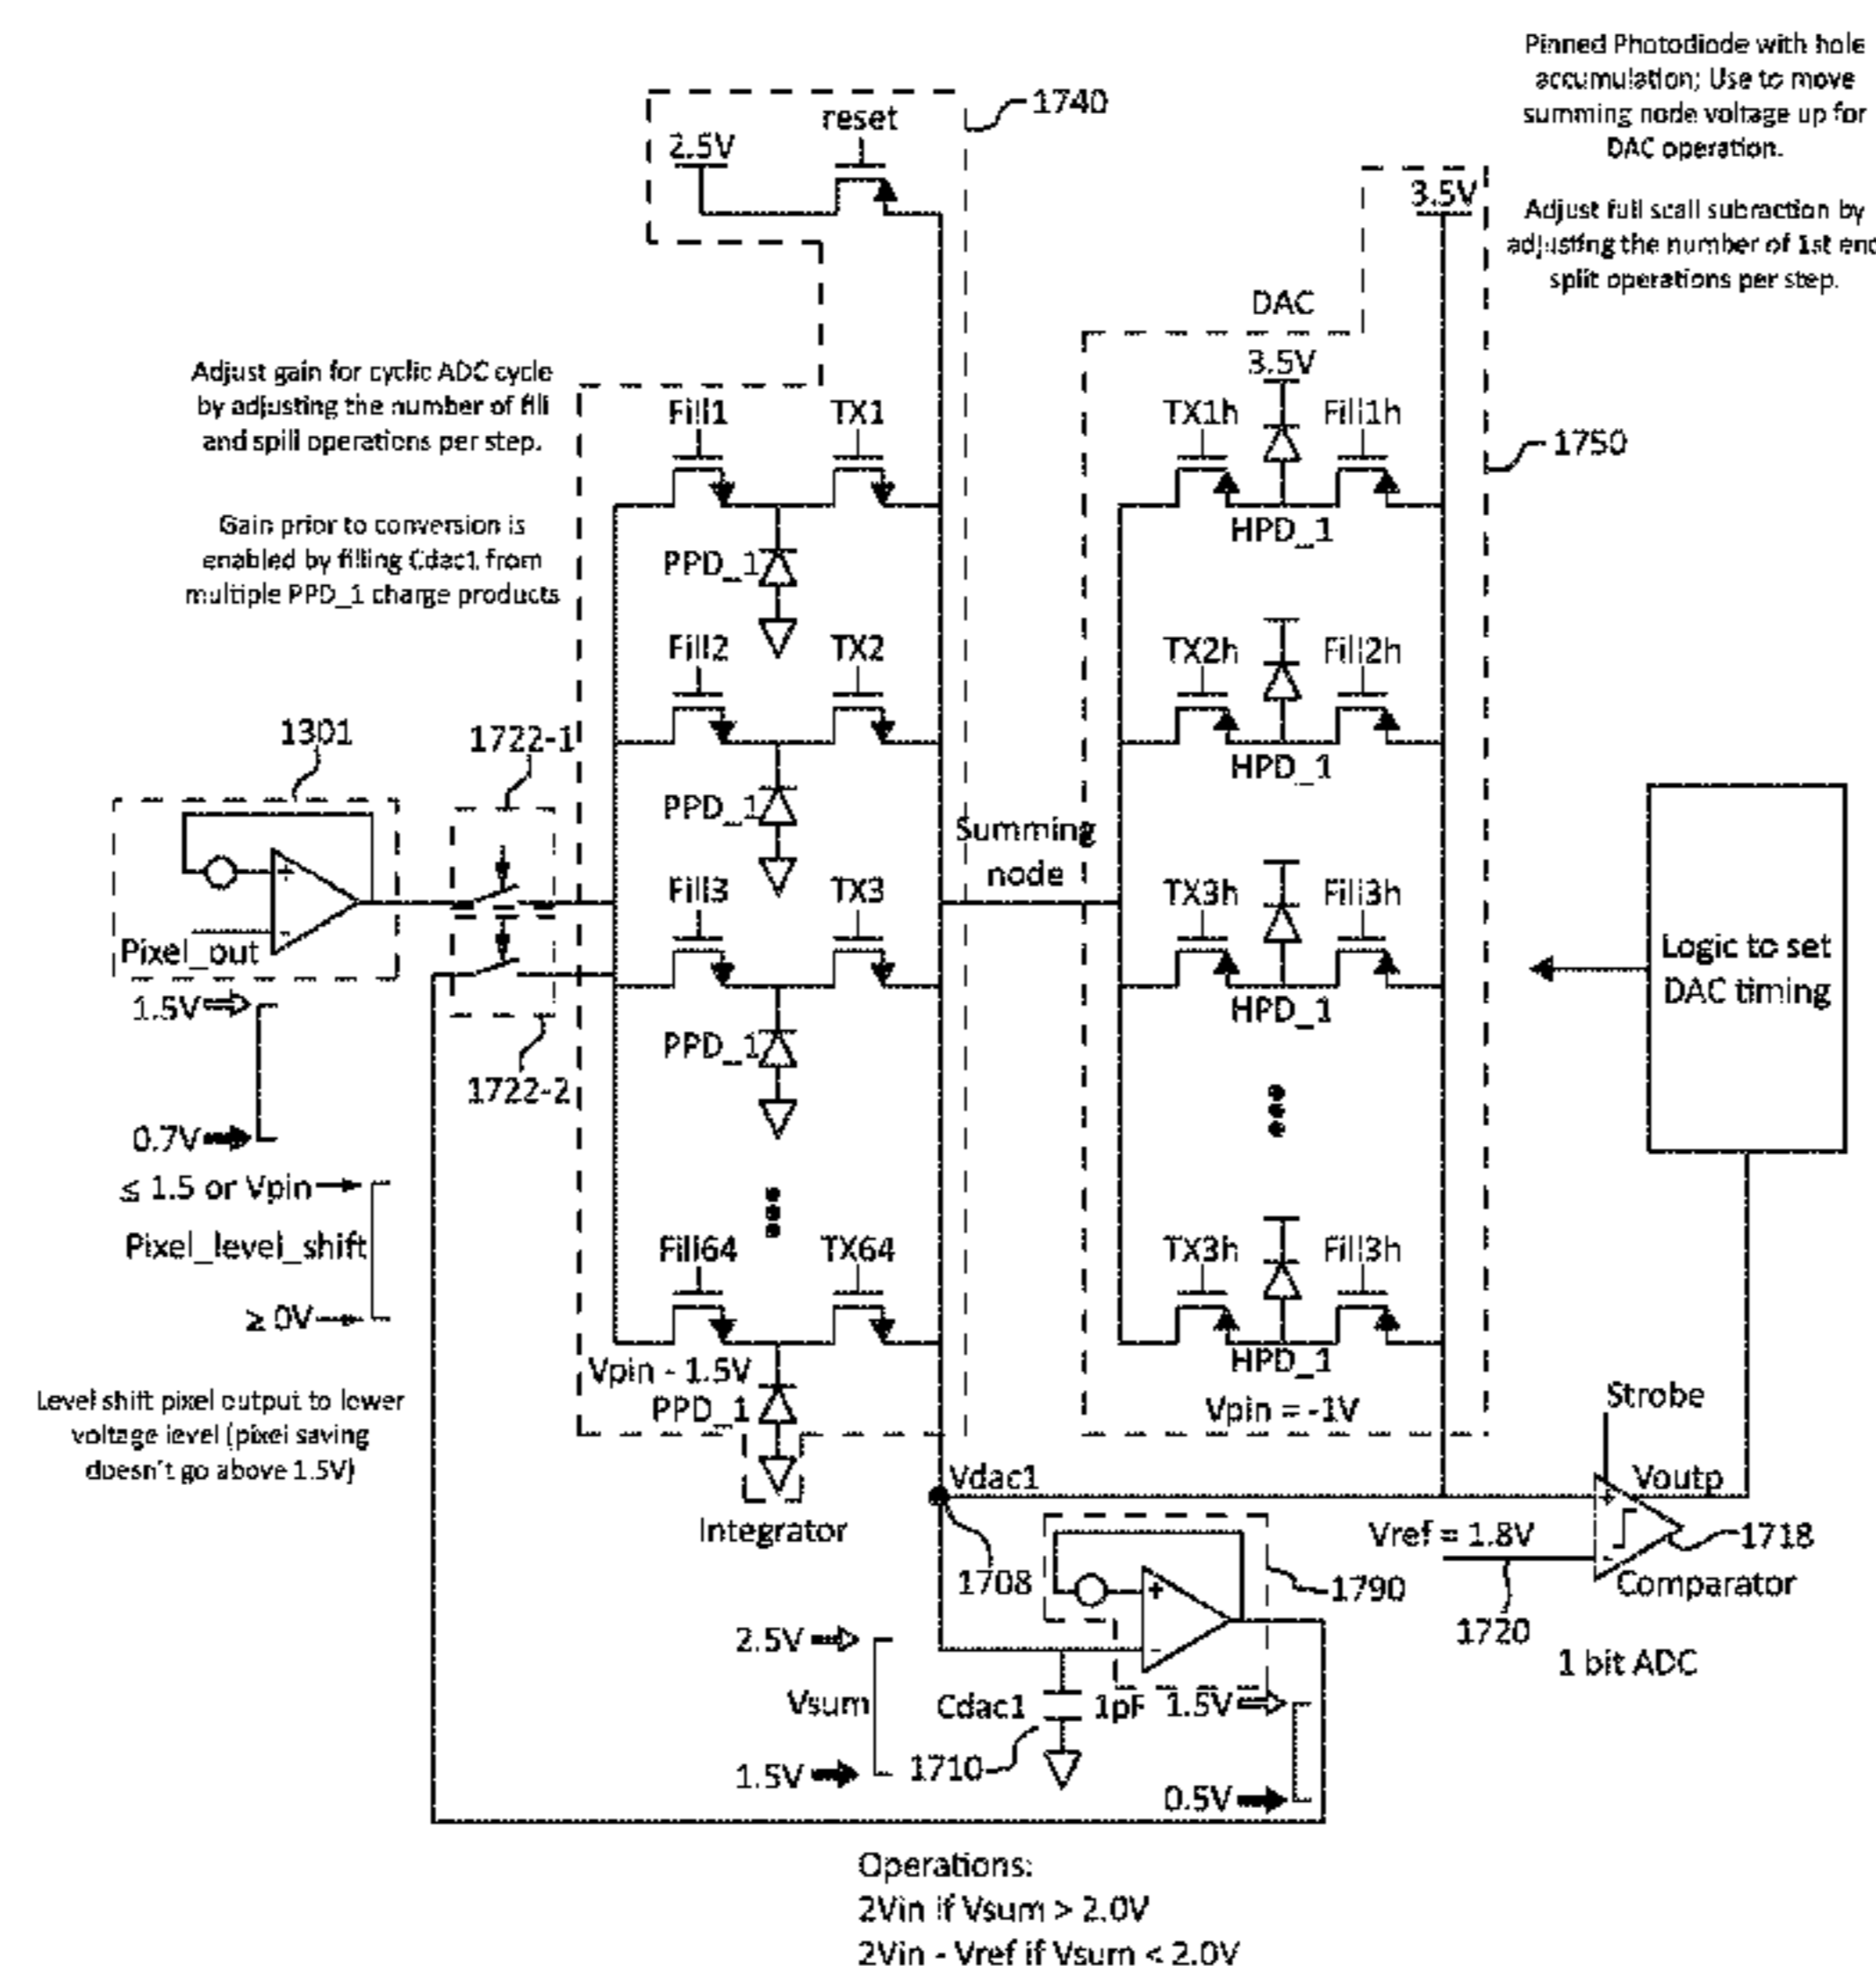 Pinned Photodiode with hole
accumulation; Use to move
summing node voltage up for
DAC operation.
Adjust full scall subraction by
adjusting the number of 1st end
split operations per step.
1740
reset
2.5V
3.5V
DAC
3.5V
1750
Adjust gain for cyclic ADC cycle
by adjusting the number of fill
and spill operations per step.
Gain prior to conversion is
enabled by filling Cdac1 from
multiple PPD_1 charge products
Fill1
TX1
TX1h
Fill1h
PPD_1
HPD_1
Fill2
TX2
TX2h
Fill2h
PPD_1
HPD_1
1301
1722-1
Summing
node
Pixel_out
+
-
Fill3
TX3
TX3h
Fill3h
PPD_1
HPD_1
Logic to set
DAC timing
1.5V
0.7V
1722-2
≤ 1.5 or Vpin
Pixel_level_shift
≥ 0V
Fill64
TX64
TX3h
Fill3h
Vpin - 1.5V
PPD_1
HPD_1
Vpin = -1V
Level shift pixel output to lower
voltage level (pixel saving
doesn't go above 1.5V)
Integrator
Vdac1
Strobe
Voutp
+
-
Vref = 1.8V
1718
Comparator
1708
1790
1720
1 bit ADC
+
-
2.5V
Vsum
1.5V
Cdac1
1pF
1710
1.5V
0.5V
Operations:
2Vin if Vsum > 2.0V
2Vin - Vref if Vsum < 2.0V